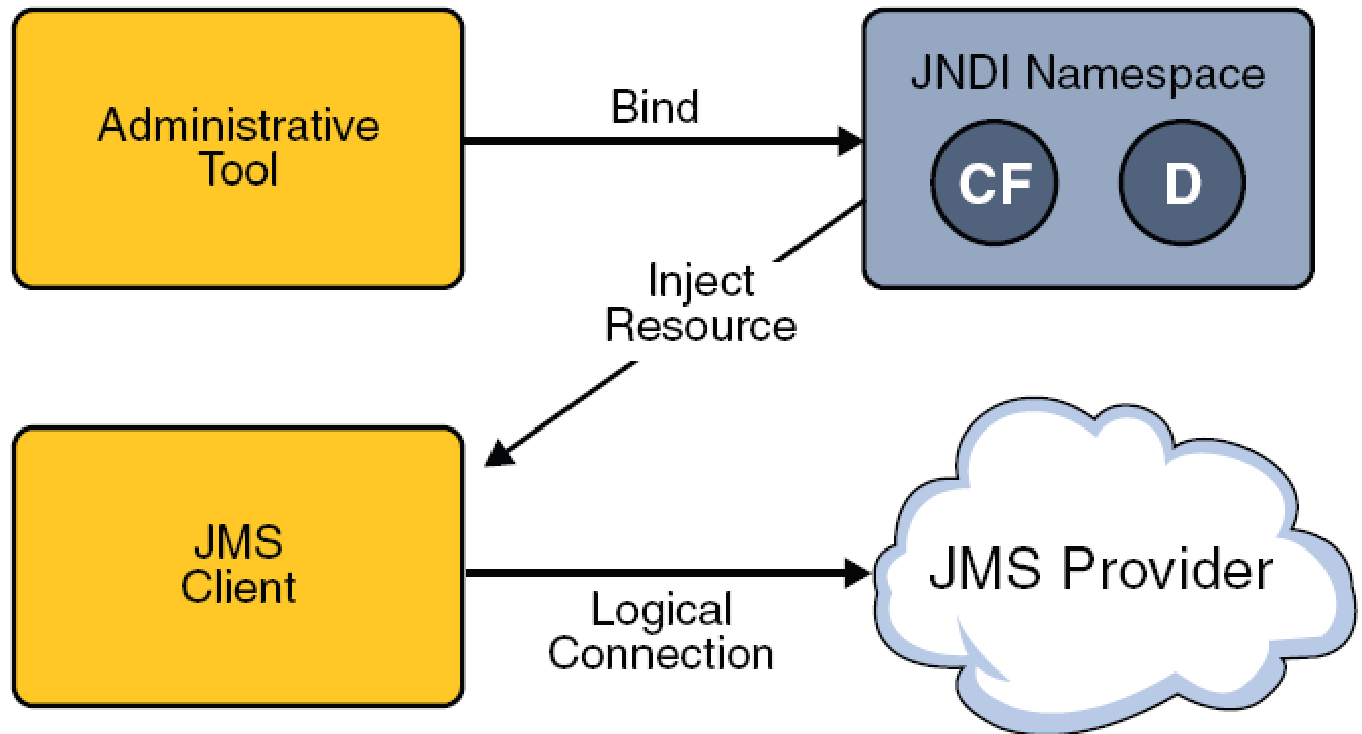 Administrative
Tool
Bind
JNDI Namespace
CF
D
Inject
Resource
JMS
Client
Logical
Connection
JMS Provider